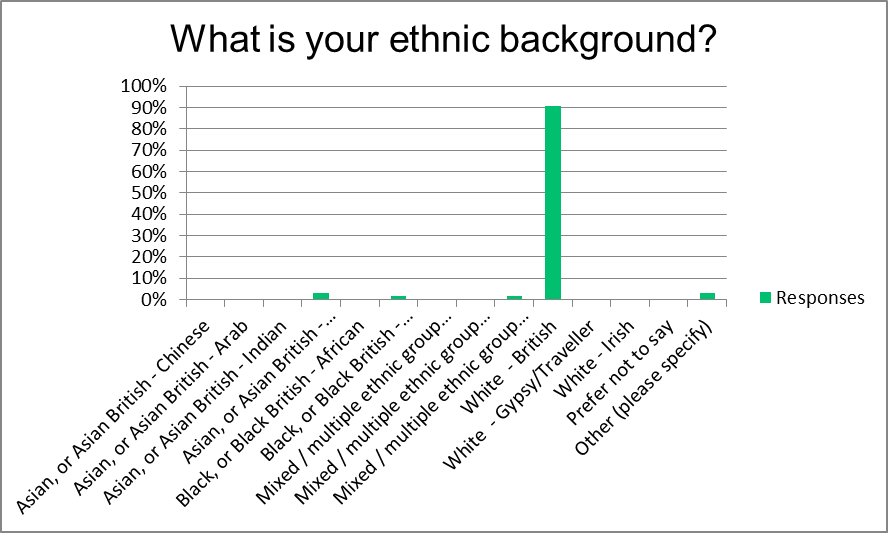 What is your ethnic background?
100%
90%
80%
70%
60%
50%
40%
30%
20%
10%
0%
Asian, or Asian British - Chinese
Asian, or Asian British - Arab
Asian, or Asian British - Indian
Asian, or Asian British -...
Black, or Black British - African
Black, or Black British -...
Mixed / multiple ethnic group...
Mixed / multiple ethnic group...
Mixed / multiple ethnic group...
White - British
White - Gypsy/Traveller
White - Irish
Prefer not to say
Other (please specify)
Responses